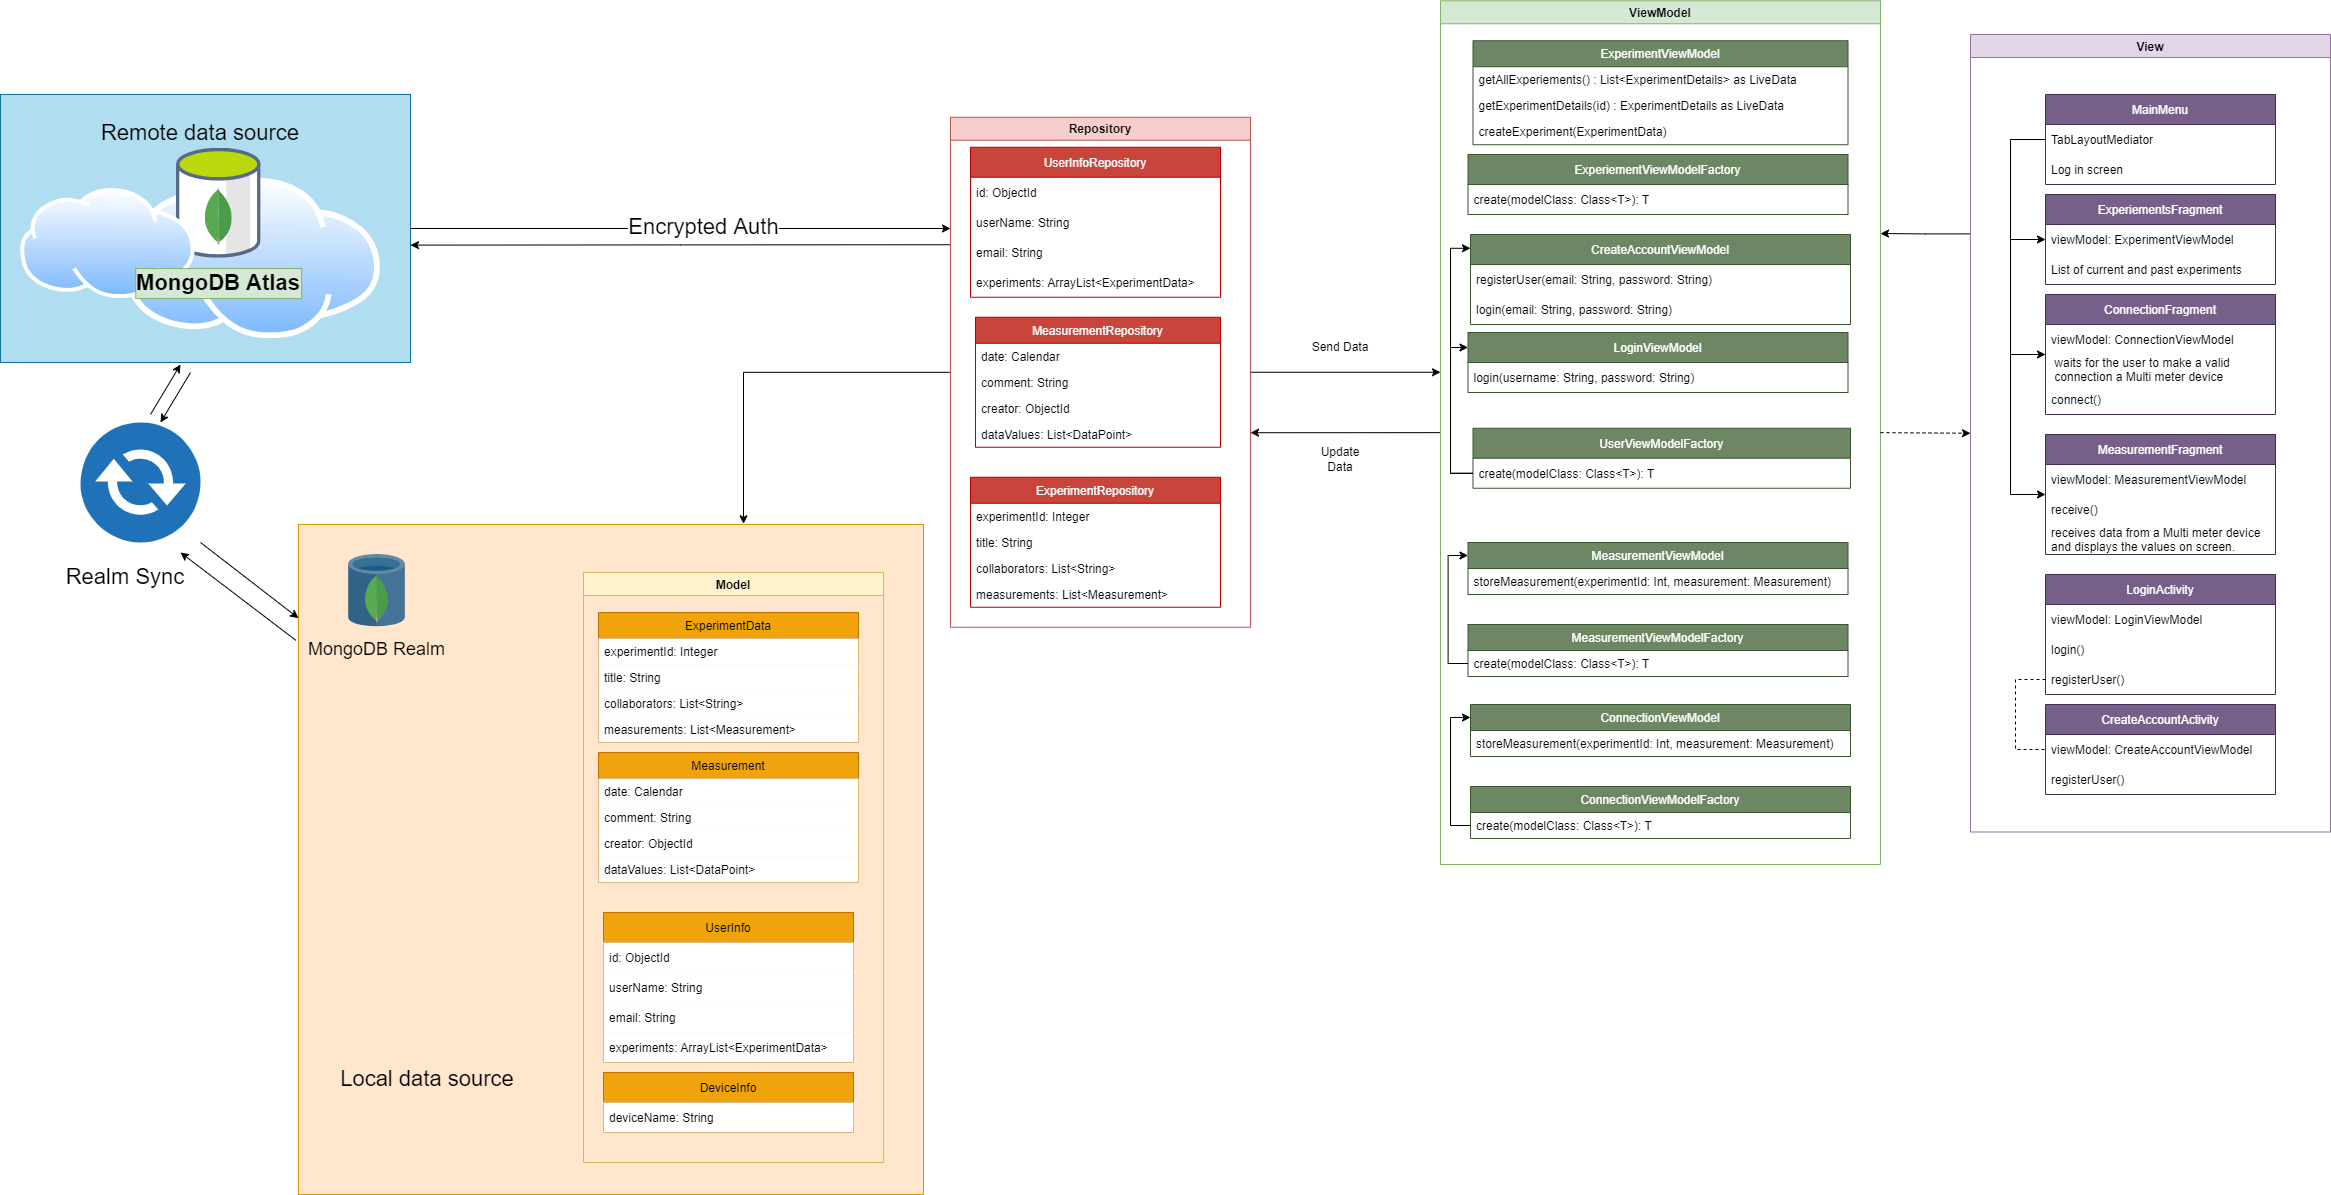 Remote data source
MongoDB Atlas
Realm Sync
MongoDB Realm
Local data source
Model
ExperimentData
experimentId: Integer
title: String
collaborators: List<String>
measurements: List<Measurement>
Measurement
date: Calendar
comment: String
creator: ObjectId
dataValues: List<DataPoint>
UserInfo
id: ObjectId
userName: String
email: String
experiments: ArrayList<ExperimentData>
DeviceInfo
deviceName: String
Encrypted Auth
Repository
UserInfoRepository
id: ObjectId
userName: String
email: String
experiments: ArrayList<ExperimentData>
MeasurementRepository
date: Calendar
comment: String
creator: ObjectId
dataValues: List<DataPoint>
ExperimentRepository
experimentId: Integer
title: String
collaborators: List<String>
measurements: List<Measurement>
Send Data
Update
Data
ViewModel
ExperimentViewModel
getAllExperiements() : List<ExperimentDetails> as LiveData
getExperimentDetails(id) : ExperimentDetails as LiveData
createExperiment(ExperimentData)
ExperiementViewModelFactory
create(modelClass: Class<T>): T
CreateAccountViewModel
registerUser(email: String, password: String)
login(email: String, password: String)
LoginViewModel
login(username: String, password: String)
UserViewModelFactory
create(modelClass: Class<T>): T
MeasurementViewModel
storeMeasurement(experimentId: Int, measurement: Measurement)
MeasurementViewModelFactory
create(modelClass: Class<T>): T
ConnectionViewModel
storeMeasurement(experimentId: Int, measurement: Measurement)
ConnectionViewModelFactory
create(modelClass: Class<T>): T
View
MainMenu
TabLayoutMediator
Log in screen
ExperiementsFragment
viewModel: ExperimentViewModel
List of current and past experiments
ConnectionFragment
viewModel: ConnectionViewModel
waits for the user to make a valid
connection a Multi meter device
connect()
MeasurementFragment
viewModel: MeasurementViewModel
receive()
receives data from a Multi meter device
and displays the values on screen.
LoginActivity
viewModel: LoginViewModel
login()
registerUser()
CreateAccountActivity
viewModel: CreateAccountViewModel
registerUser()